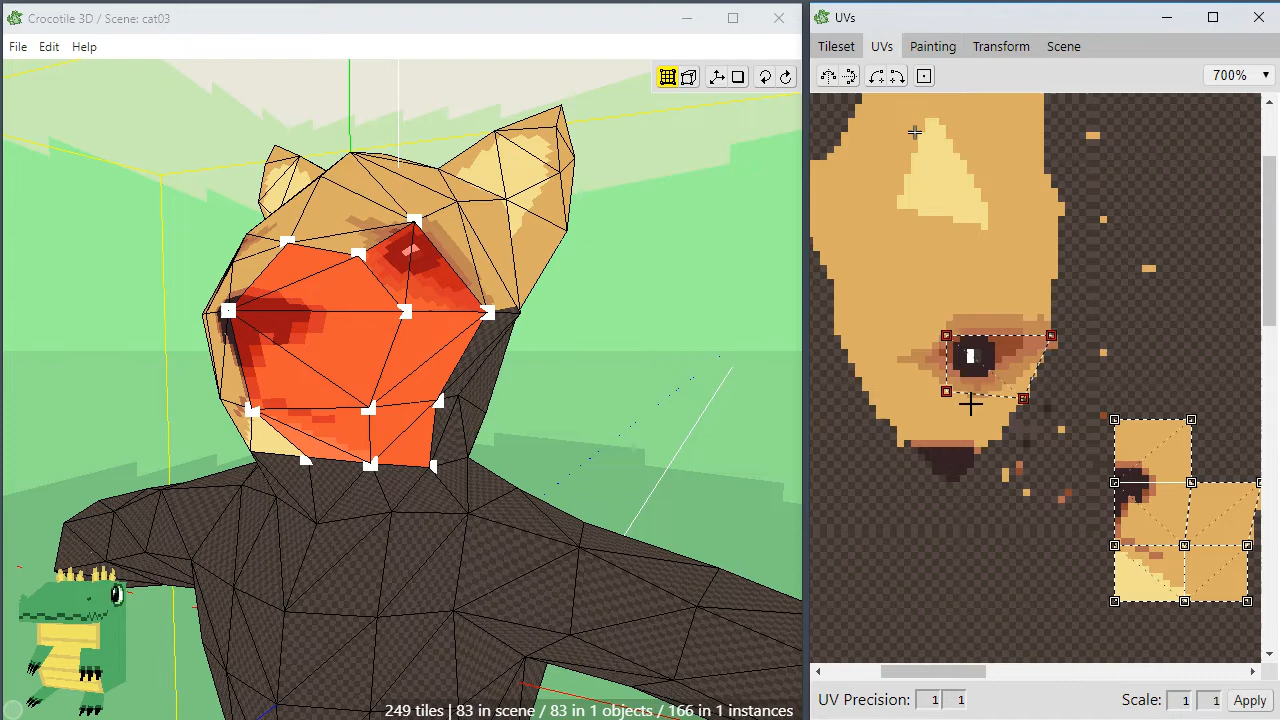 Crocotile 3D / Scene: cat03
File Edit Help
249 tiles | 83 in scene / 83 in 1 objects / 166 in 1 instances
UVs
Tileset UVs Painting Transform Scene
700%
UV Precision: 1 1 Scale: 1 1 Apply